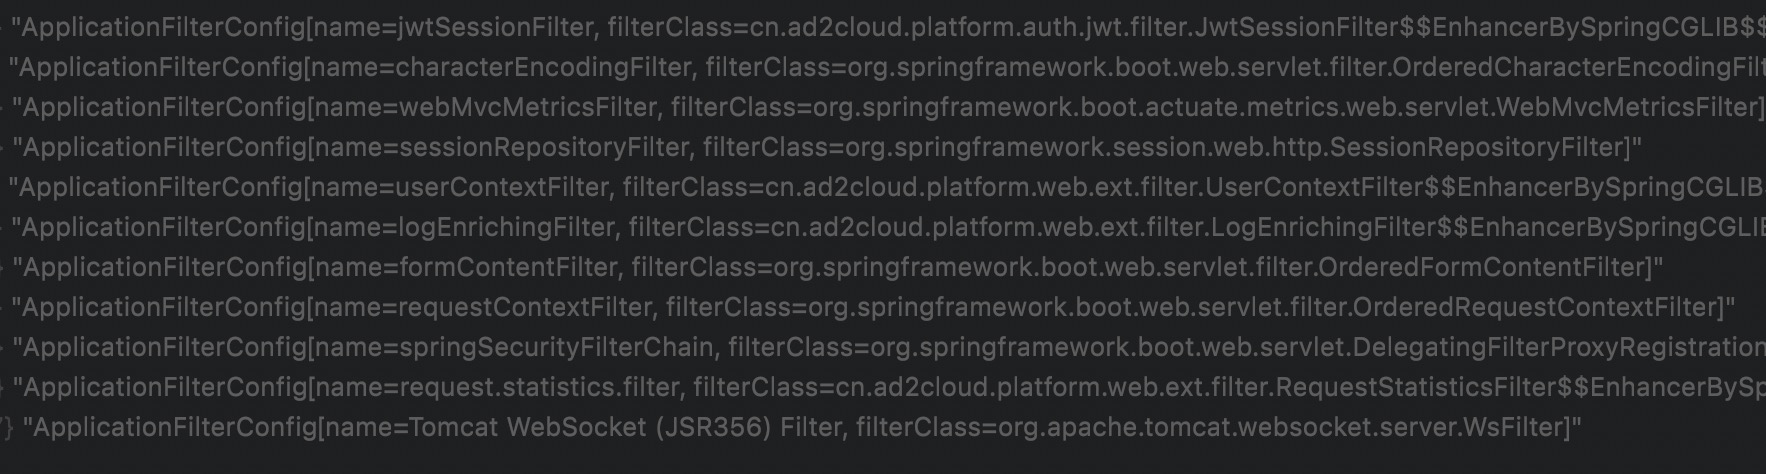 "ApplicationFilterConfig[name=jwtSessionFilter, filterClass=cn.ad2cloud.platform.auth.jwt.filter.JwtSessionFilter$$EnhancerBySpringCGLIB$$
"ApplicationFilterConfig[name=characterEncodingFilter, filterClass=org.springframework.boot.web.servlet.filter.OrderedCharacterEncodingFilt
"ApplicationFilterConfig[name=webMvcMetricsFilter, filterClass=org.springframework.boot.actuate.metrics.web.servlet.WebMvcMetricsFilter]
"ApplicationFilterConfig[name=sessionRepositoryFilter, filterClass=org.springframework.session.web.http.SessionRepositoryFilter]"
"ApplicationFilterConfig[name=userContextFilter, filterClass=cn.ad2cloud.platform.web.ext.filter.UserContextFilter$$EnhancerBySpringCGLIB
"ApplicationFilterConfig[name=logEnrichingFilter, filterClass=cn.ad2cloud.platform.web.ext.filter.LogEnrichingFilter$$EnhancerBySpringCGLI
"ApplicationFilterConfig[name=formContentFilter, filterClass=org.springframework.boot.web.servlet.filter.OrderedFormContentFilter]"
"ApplicationFilterConfig[name=requestContextFilter, filterClass=org.springframework.boot.web.servlet.filter.OrderedRequestContextFilter]"
"ApplicationFilterConfig[name=springSecurityFilterChain, filterClass=org.springframework.boot.web.servlet.DelegatingFilterProxyRegistration
"ApplicationFilterConfig[name=request.statistics.filter, filterClass=cn.ad2cloud.platform.web.ext.filter.RequestStatisticsFilter$$EnhancerBySp
} "ApplicationFilterConfig[name=Tomcat WebSocket (JSR356) Filter, filterClass=org.apache.tomcat.websocket.server.WsFilter]"